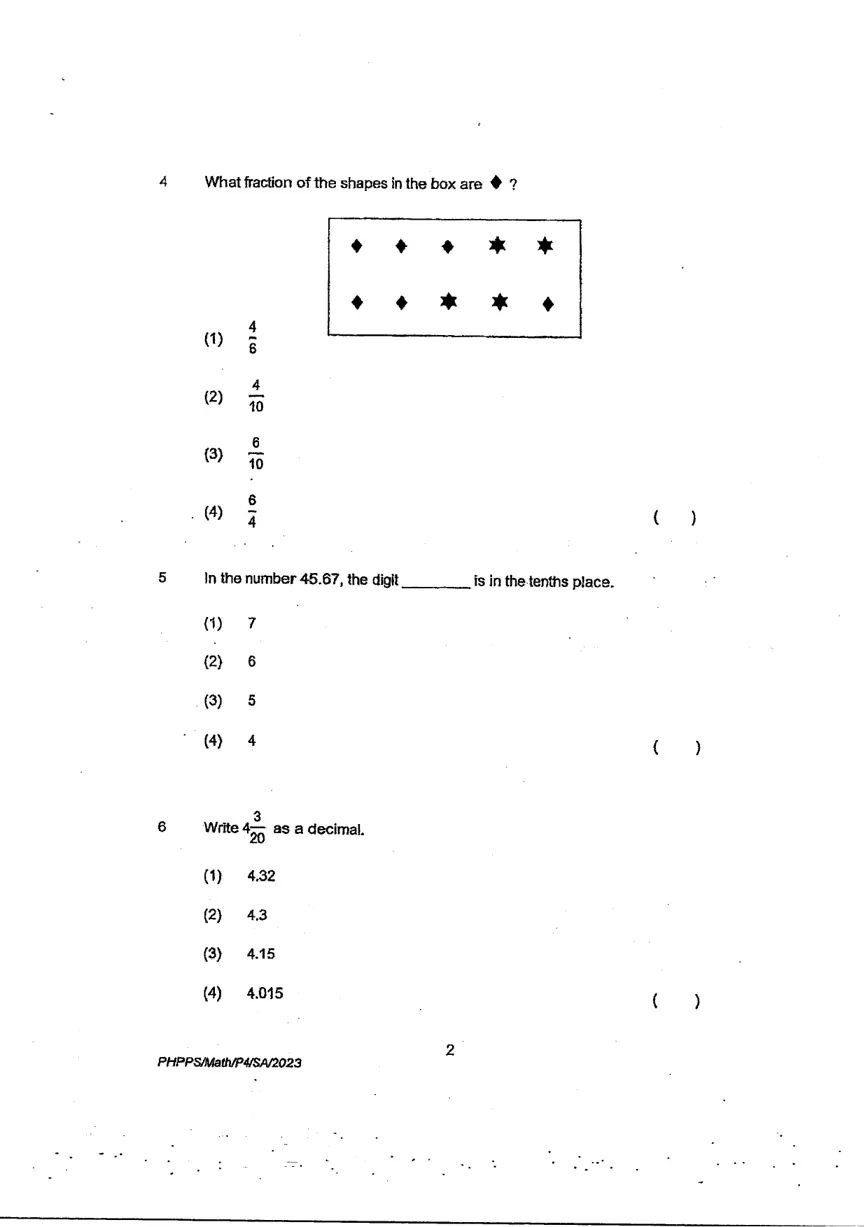 4 What fraction of the shapes in the box are ♦ ?
(1) 4/6
(2) 4/10
(3) 6/10
(4) 6/4 ( )
5 In the number 45.67, the digit ________ is in the tenths place.
(1) 7
(2) 6
(3) 5
(4) 4 ( )
6 Write 4 3/20 as a decimal.
(1) 4.32
(2) 4.3
(3) 4.15
(4) 4.015 ( )
2
PHPPS/Math/P4/SA/2023